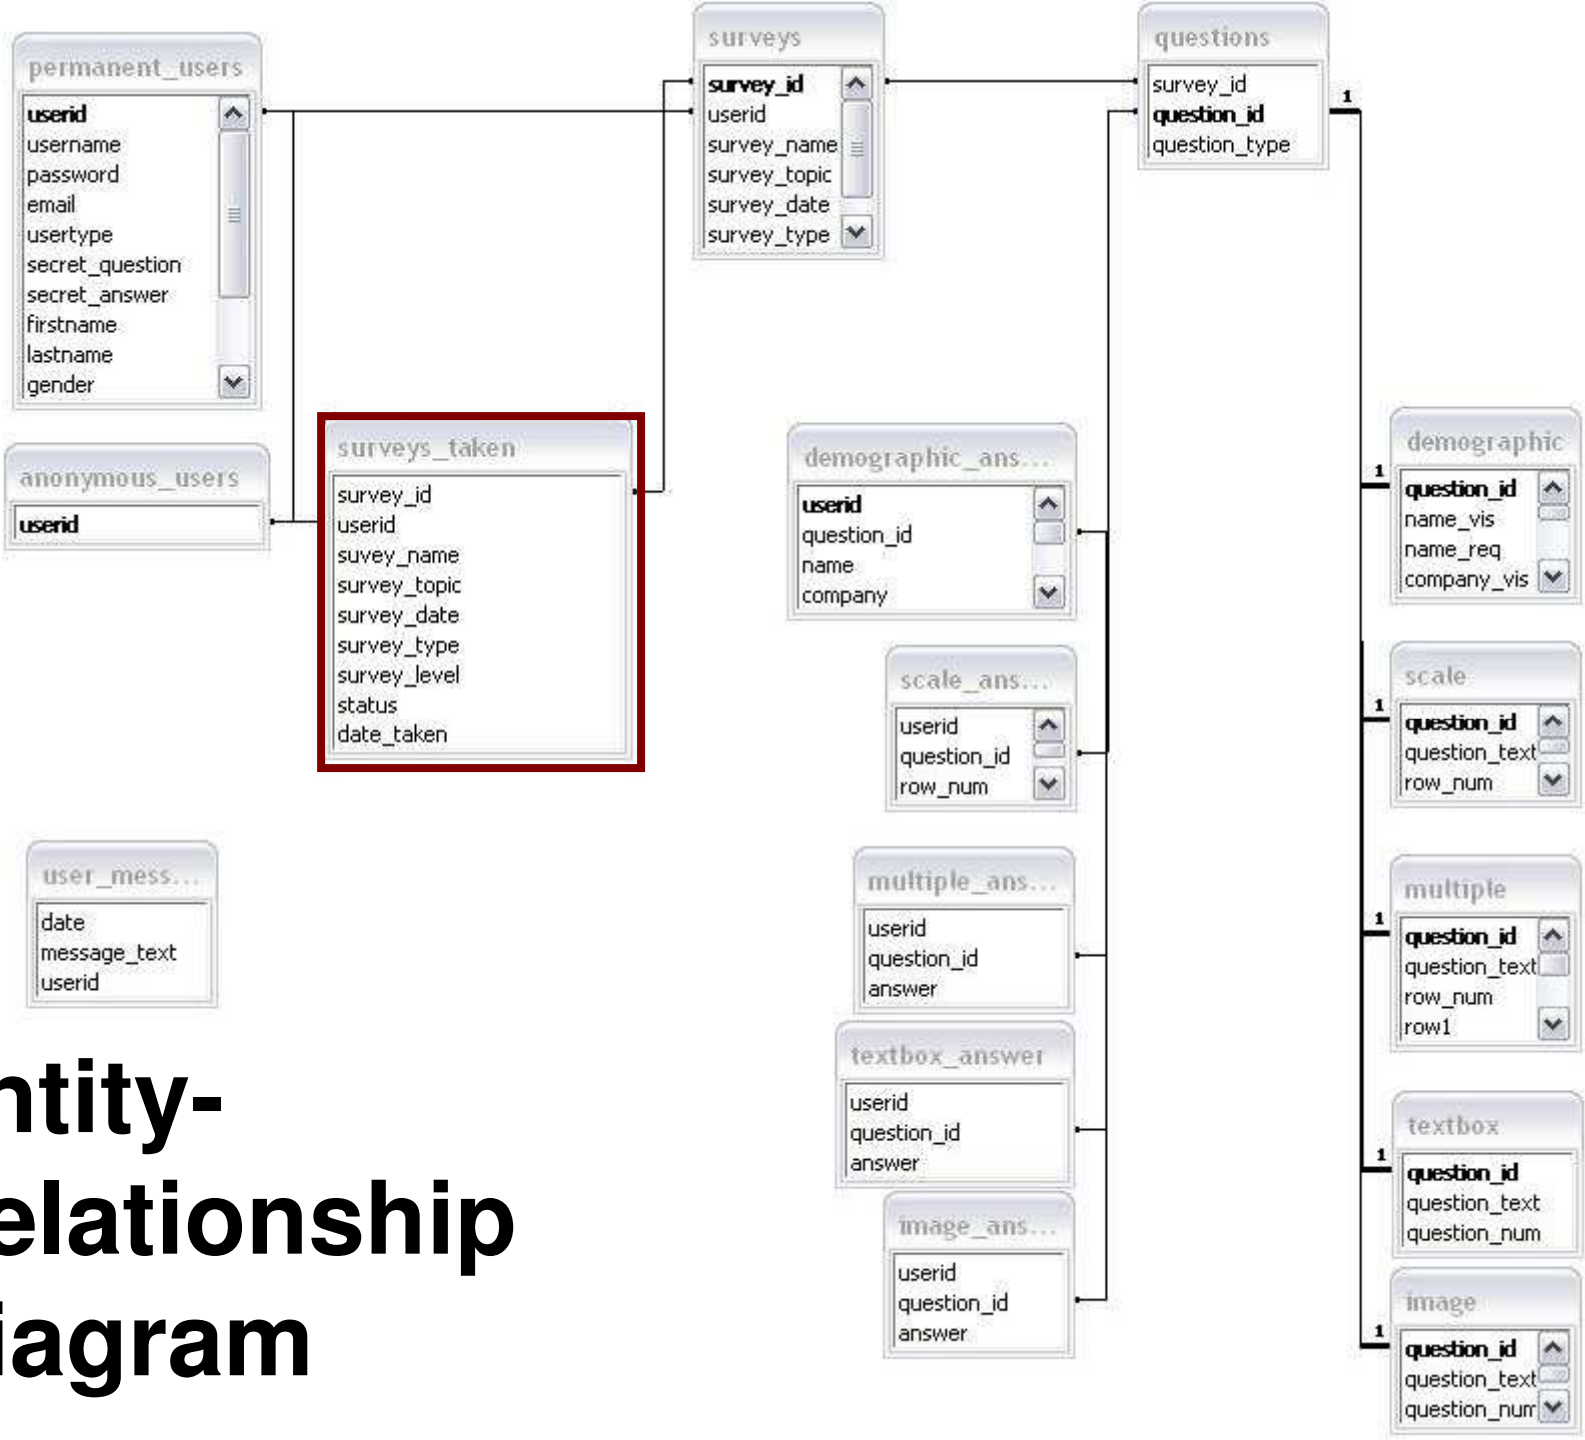 permanent_users
userid
username
password
email
usertype
secret_question
secret_answer
firstname
lastname
gender
surveys
survey_id
userid
survey_name
survey_topic
survey_date
survey_type
questions
survey_id
question_id
question_type
1
anonymous_users
userid
surveys_taken
survey_id
userid
suvey_name
survey_topic
survey_date
survey_type
survey_level
status
date_taken
demographic_ans...
userid
question_id
name
company
scale_ans...
userid
question_id
row_num
multiple_ans...
userid
question_id
answer
textbox_answer
userid
question_id
answer
image_ans...
userid
question_id
answer
1
demographic
question_id
name_vis
name_req
company_vis
1
scale
question_id
question_text
row_num
1
multiple
question_id
question_text
row_num
row1
1
textbox
question_id
question_text
question_num
1
image
question_id
question_text
question_num
user_mess...
date
message_text
userid
ntity-
elationship
iagram